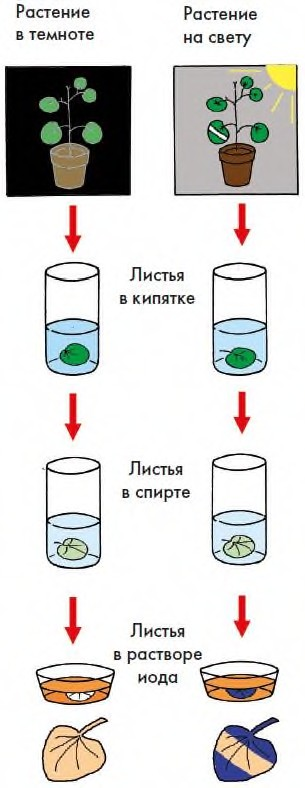 Растение
в темноте
Растение
на свету
Листья
в кипятке
Листья
в спирте
Листья
в растворе
иода